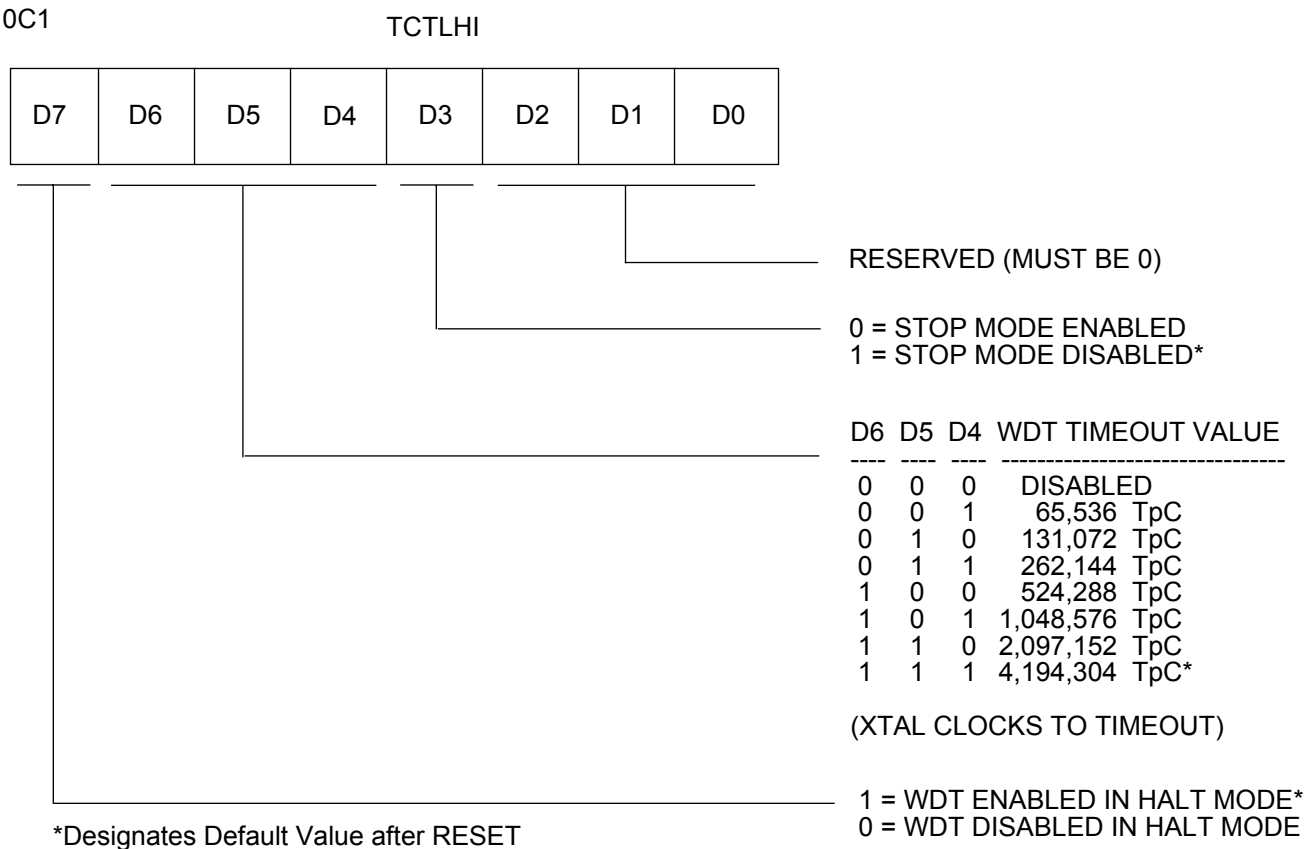 0C1
TCTLHI
D7 D6 D5 D4 D3 D2 D1 D0
RESERVED (MUST BE 0)
0 = STOP MODE ENABLED
1 = STOP MODE DISABLED*
D6 D5 D4 WDT TIMEOUT VALUE
---- ---- ---- --------------------------------
0 0 0 DISABLED
0 0 1 65,536 TpC
0 1 0 131,072 TpC
0 1 1 262,144 TpC
1 0 0 524,288 TpC
1 0 1 1,048,576 TpC
1 1 0 2,097,152 TpC
1 1 1 4,194,304 TpC*
(XTAL CLOCKS TO TIMEOUT)
1 = WDT ENABLED IN HALT MODE*
0 = WDT DISABLED IN HALT MODE
*Designates Default Value after RESET